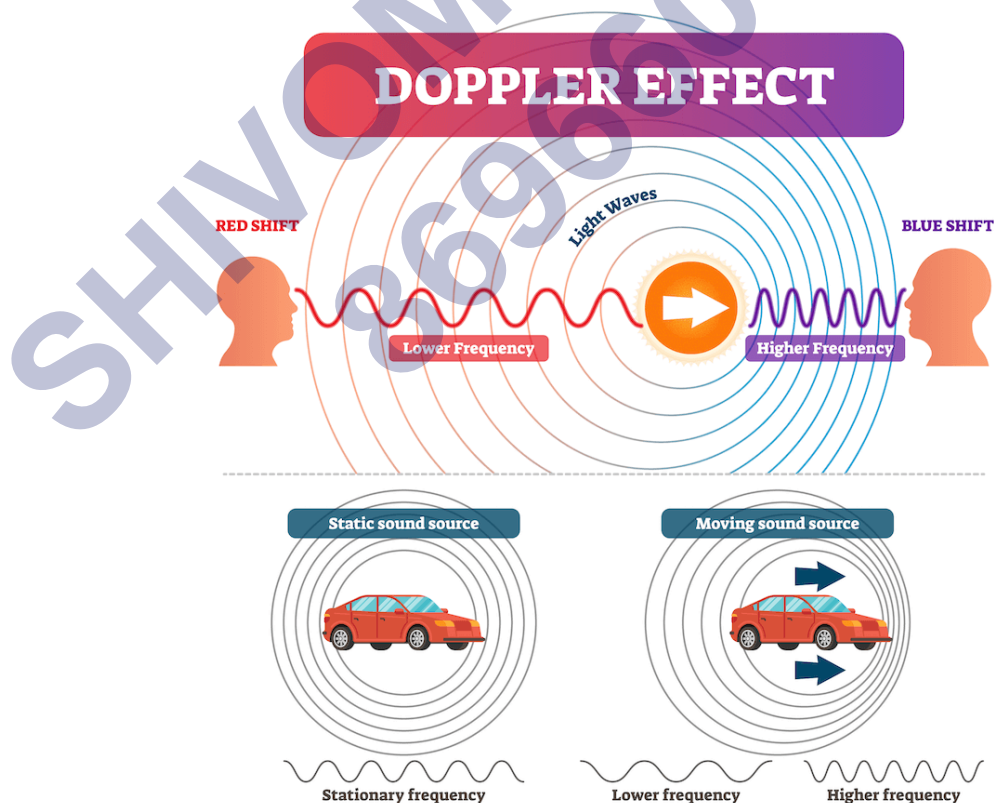 DOPPLER EFFECT
Light Waves
RED SHIFT
BLUE SHIFT
Lower Frequency
Higher Frequency
Static sound source
Moving sound source
Stationary frequency
Lower frequency
Higher frequency
SHIVOM
869660